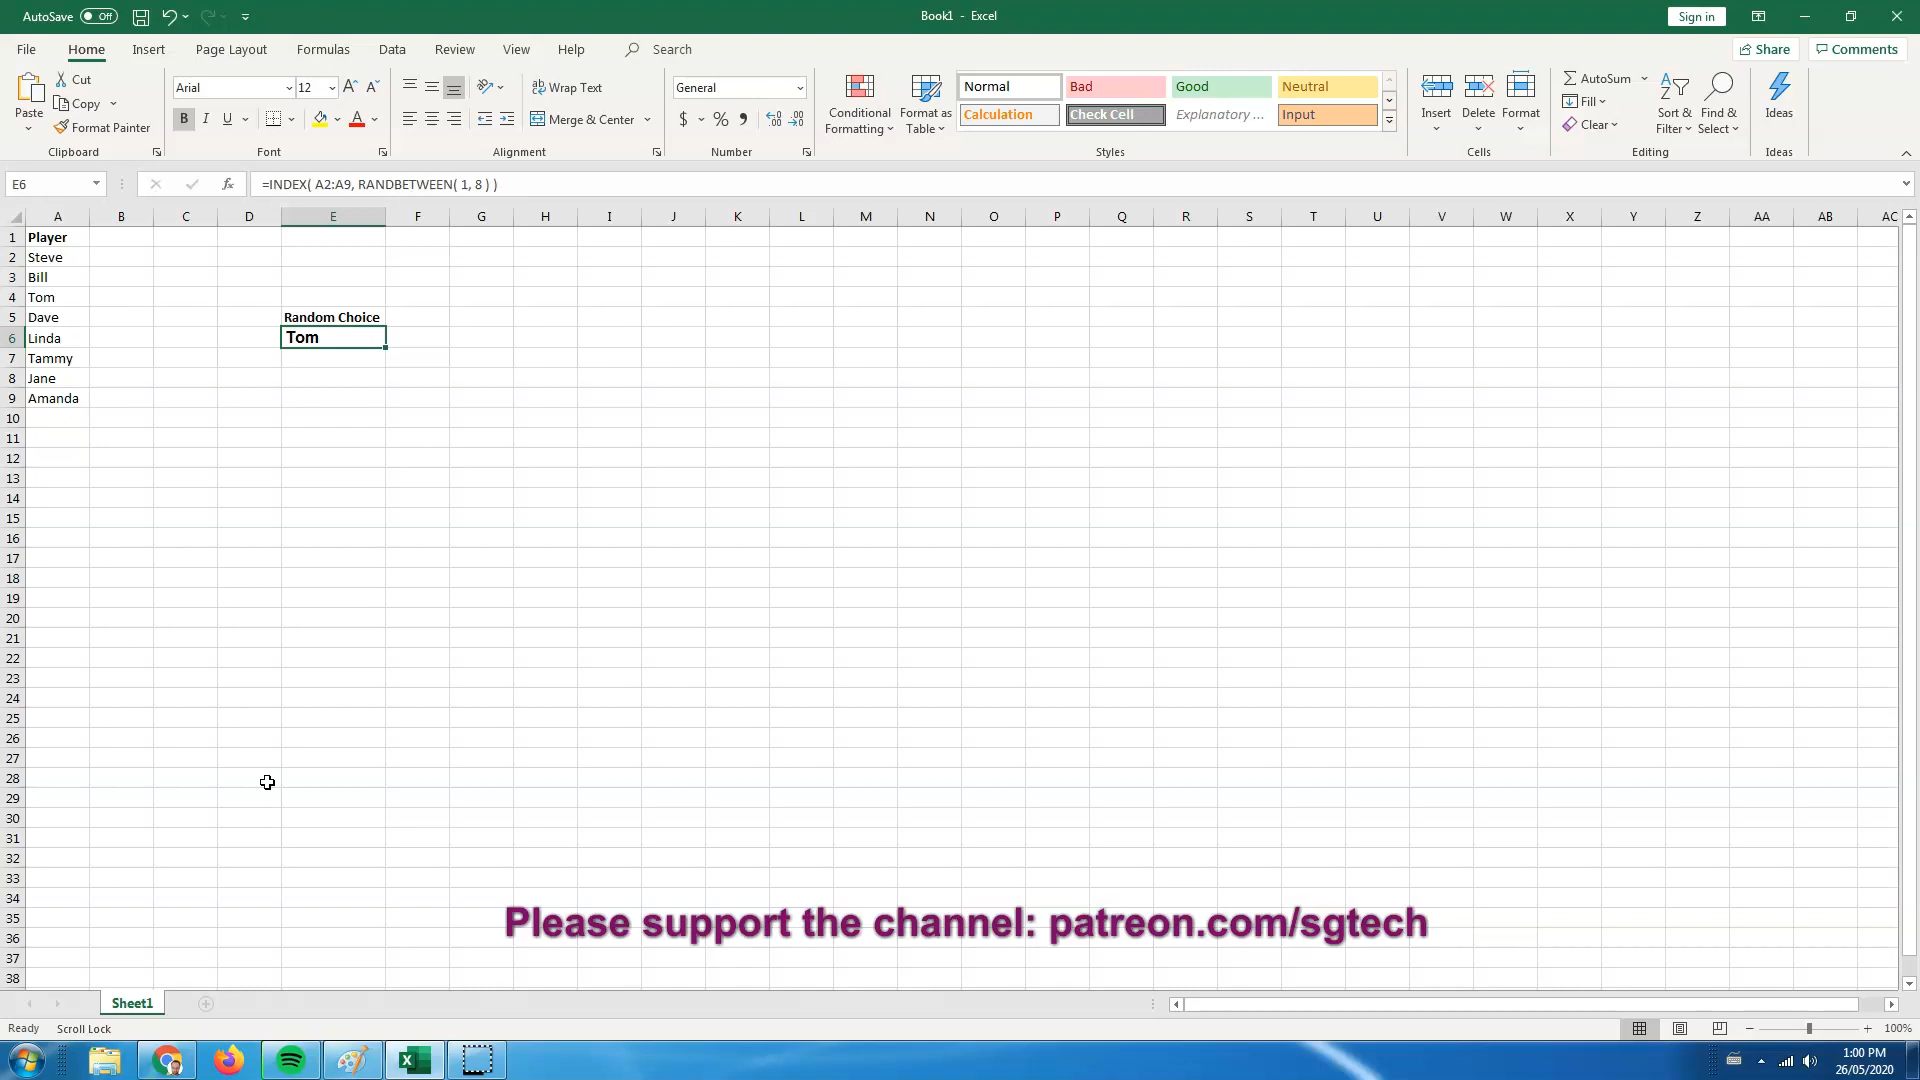 AutoSave Off
Book1 - Excel
Sign in
File Home Insert Page Layout Formulas Data Review View Help Search
Share Comments
Paste
Cut
Copy
Format Painter
Clipboard
Arial 12
B I U
Font
Wrap Text
Merge & Center
Alignment
General
$ % ,
Number
Conditional Formatting
Format as Table
Normal Bad Good Neutral
Calculation Check Cell Explanatory ... Input
Styles
Insert Delete Format
Cells
AutoSum
Fill
Clear
Sort & Filter
Find & Select
Editing
Ideas
Ideas
E6 fx =INDEX( A2:A9, RANDBETWEEN( 1, 8 ) )
A B C D E F G H I J K L M N O P Q R S T U V W X Y Z AA AB AC
1 Player
2 Steve
3 Bill
4 Tom
5 Dave Random Choice
6 Linda Tom
7 Tammy
8 Jane
9 Amanda
10
11
12
13
14
15
16
17
18
19
20
21
22
23
24
25
26
27
28
29
30
31
32
33
34
35
36
37
38
Please support the channel: patreon.com/sgtech
Sheet1
Ready Scroll Lock
100%
1:00 PM
26/05/2020